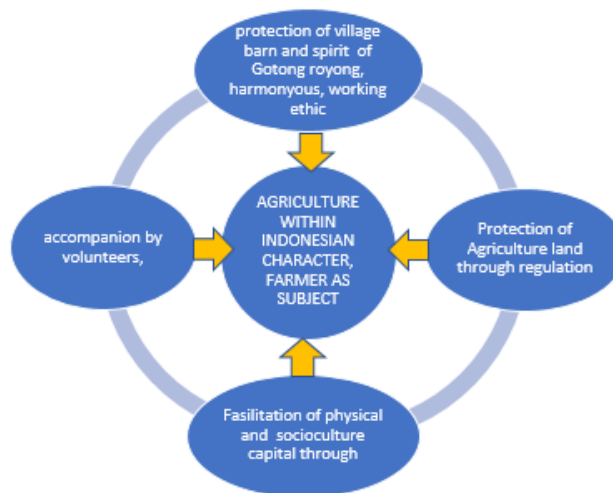 protection of village
barn and spirit of
Gotong royong,
harmonyous, working
ethic
AGRICULTURE
WITHIN
INDONESIAN
CHARACTER,
FARMER AS
SUBJECT
accompanion by
volunteers,
Protection of
Agriculture land
through regulation
Fasilitation of physical
and socioculture
capital through